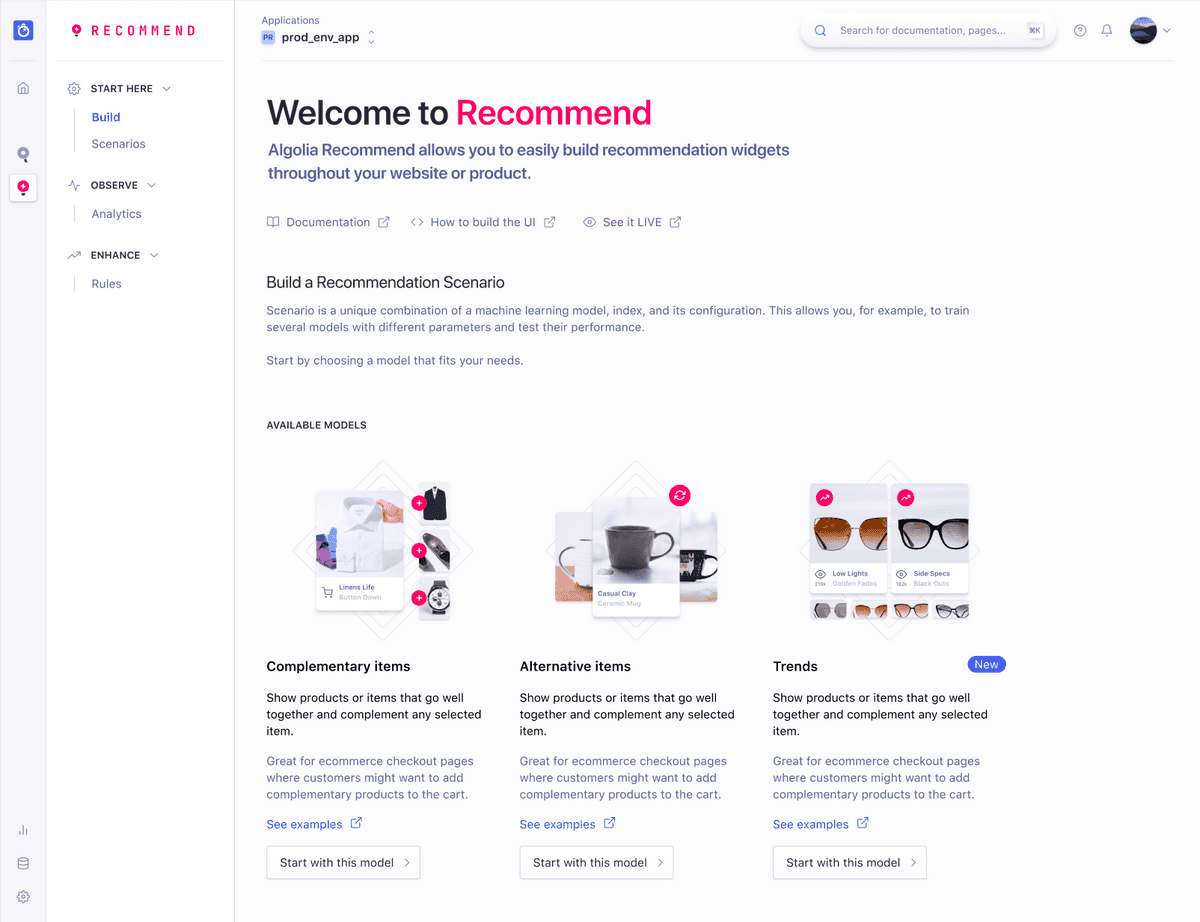 RECOMMEND
START HERE
Build
Scenarios
OBSERVE
Analytics
ENHANCE
Rules
Applications
PR prod_env_app
Search for documentation, pages... ⌘K
Welcome to Recommend
Algolia Recommend allows you to easily build recommendation widgets
throughout your website or product.
Documentation
How to build the UI
See it LIVE
Build a Recommendation Scenario
Scenario is a unique combination of a machine learning model, index, and its configuration. This allows you, for example, to train
several models with different parameters and test their performance.
Start by choosing a model that fits your needs.
AVAILABLE MODELS
Linens Life
Button Down
Complementary items
Show products or items that go well
together and complement any selected
item.
Great for ecommerce checkout pages
where customers might want to add
complementary products to the cart.
See examples
Start with this model
Casual Clay
Ceramic Mug
Alternative items
Show products or items that go well
together and complement any selected
item.
Great for ecommerce checkout pages
where customers might want to add
complementary products to the cart.
See examples
Start with this model
Low Lights
215k Golden Fades
Side Specs
182k Black Outs
Trends
New
Show products or items that go well
together and complement any selected
item.
Great for ecommerce checkout pages
where customers might want to add
complementary products to the cart.
See examples
Start with this model